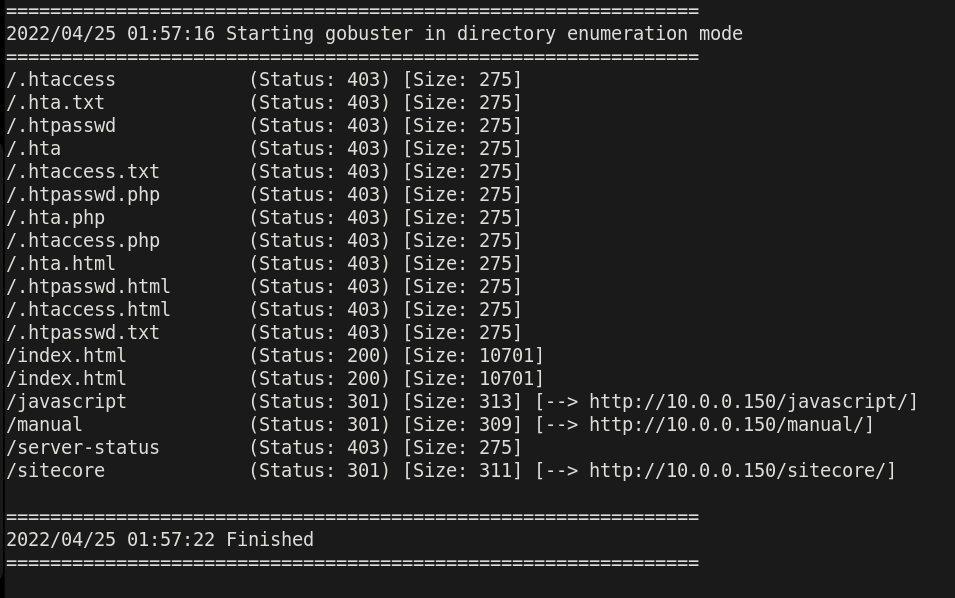 ===============================================================
2022/04/25 01:57:16 Starting gobuster in directory enumeration mode
===============================================================
/.htaccess            (Status: 403) [Size: 275]
/.hta.txt             (Status: 403) [Size: 275]
/.htpasswd            (Status: 403) [Size: 275]
/.hta                 (Status: 403) [Size: 275]
/.htaccess.txt        (Status: 403) [Size: 275]
/.htpasswd.php        (Status: 403) [Size: 275]
/.hta.php             (Status: 403) [Size: 275]
/.htaccess.php        (Status: 403) [Size: 275]
/.hta.html            (Status: 403) [Size: 275]
/.htpasswd.html       (Status: 403) [Size: 275]
/.htaccess.html       (Status: 403) [Size: 275]
/.htpasswd.txt        (Status: 403) [Size: 275]
/index.html           (Status: 200) [Size: 10701]
/index.html           (Status: 200) [Size: 10701]
/javascript           (Status: 301) [Size: 313] [--> http://10.0.0.150/javascript/]
/manual               (Status: 301) [Size: 309] [--> http://10.0.0.150/manual/]
/server-status        (Status: 403) [Size: 275]
/sitecore             (Status: 301) [Size: 311] [--> http://10.0.0.150/sitecore/]
===============================================================
2022/04/25 01:57:22 Finished
===============================================================